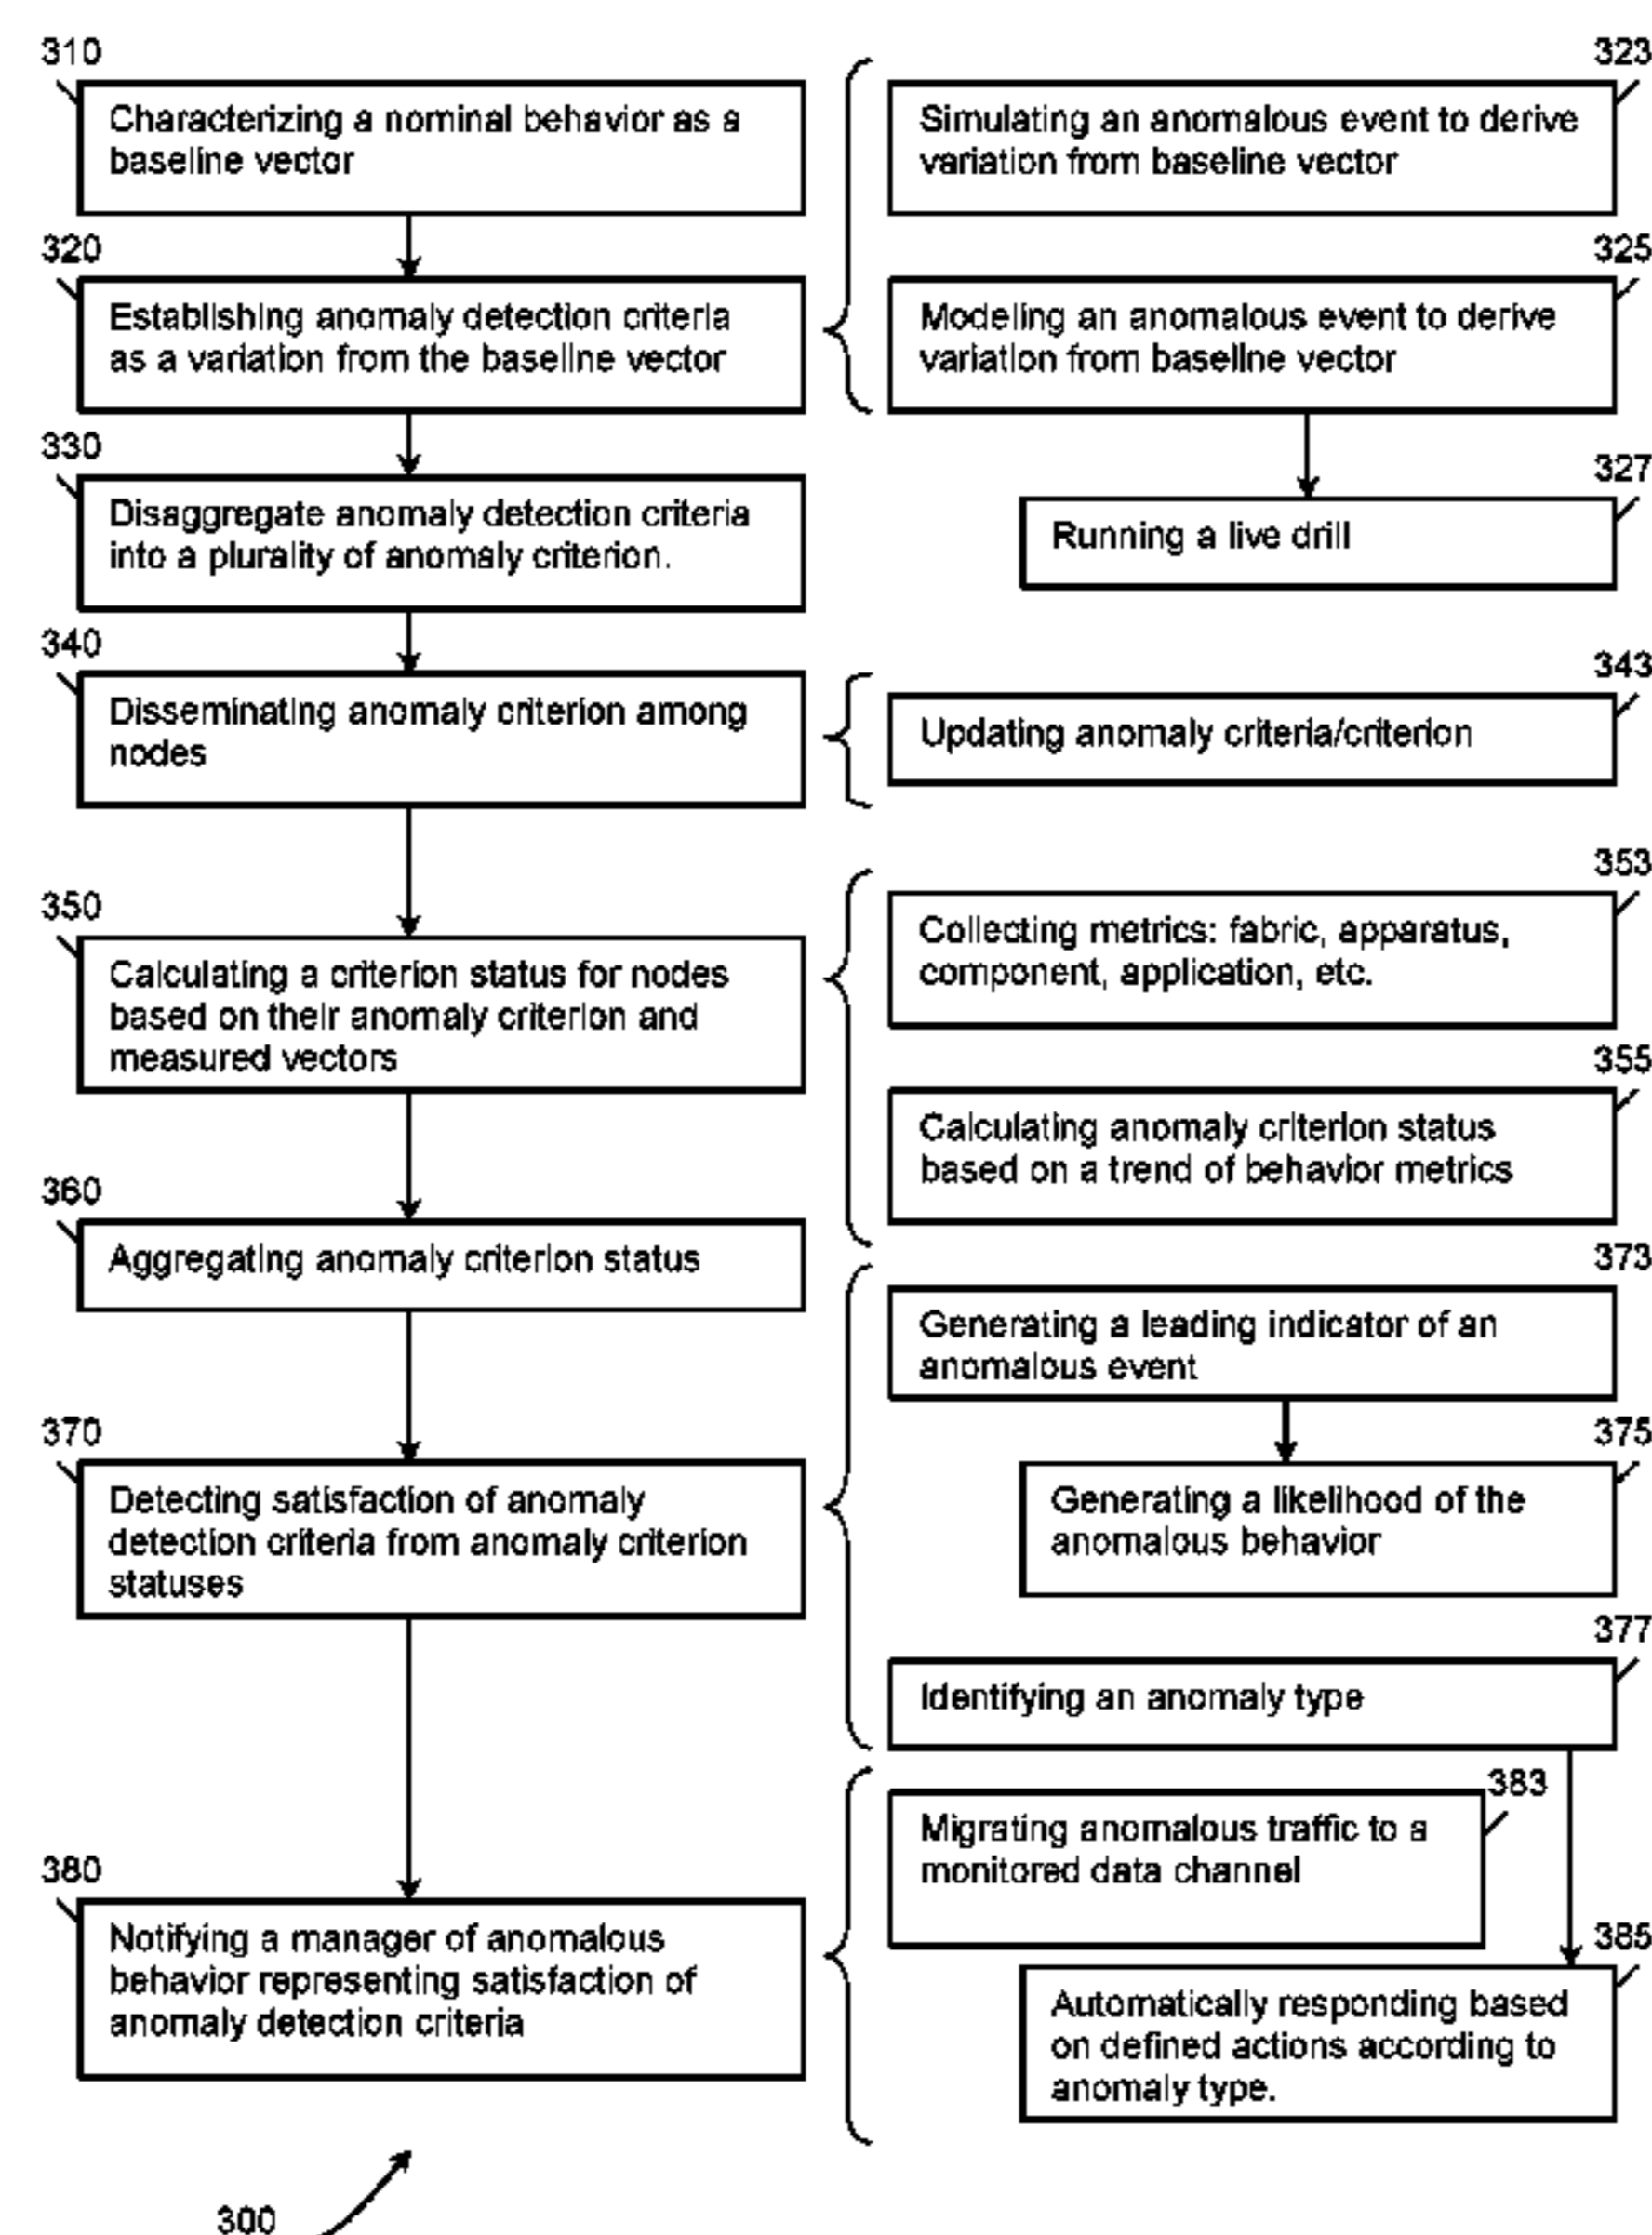 310
Characterizing a nominal behavior as a
baseline vector
320
Establishing anomaly detection criteria
as a variation from the baseline vector
330
Disaggregate anomaly detection criteria
into a plurality of anomaly criterion.
340
Disseminating anomaly criterion among
nodes
350
Calculating a criterion status for nodes
based on their anomaly criterion and
measured vectors
360
Aggregating anomaly criterion status
370
Detecting satisfaction of anomaly
detection criteria from anomaly criterion
statuses
380
Notifying a manager of anomalous
behavior representing satisfaction of
anomaly detection criteria
323
Simulating an anomalous event to derive
variation from baseline vector
325
Modeling an anomalous event to derive
variation from baseline vector
327
Running a live drill
343
Updating anomaly criteria/criterion
353
Collecting metrics: fabric, apparatus,
component, application, etc.
355
Calculating anomaly criterion status
based on a trend of behavior metrics
373
Generating a leading indicator of an
anomalous event
375
Generating a likelihood of the
anomalous behavior
377
Identifying an anomaly type
383
Migrating anomalous traffic to a
monitored data channel
385
Automatically responding based
on defined actions according to
anomaly type.
300